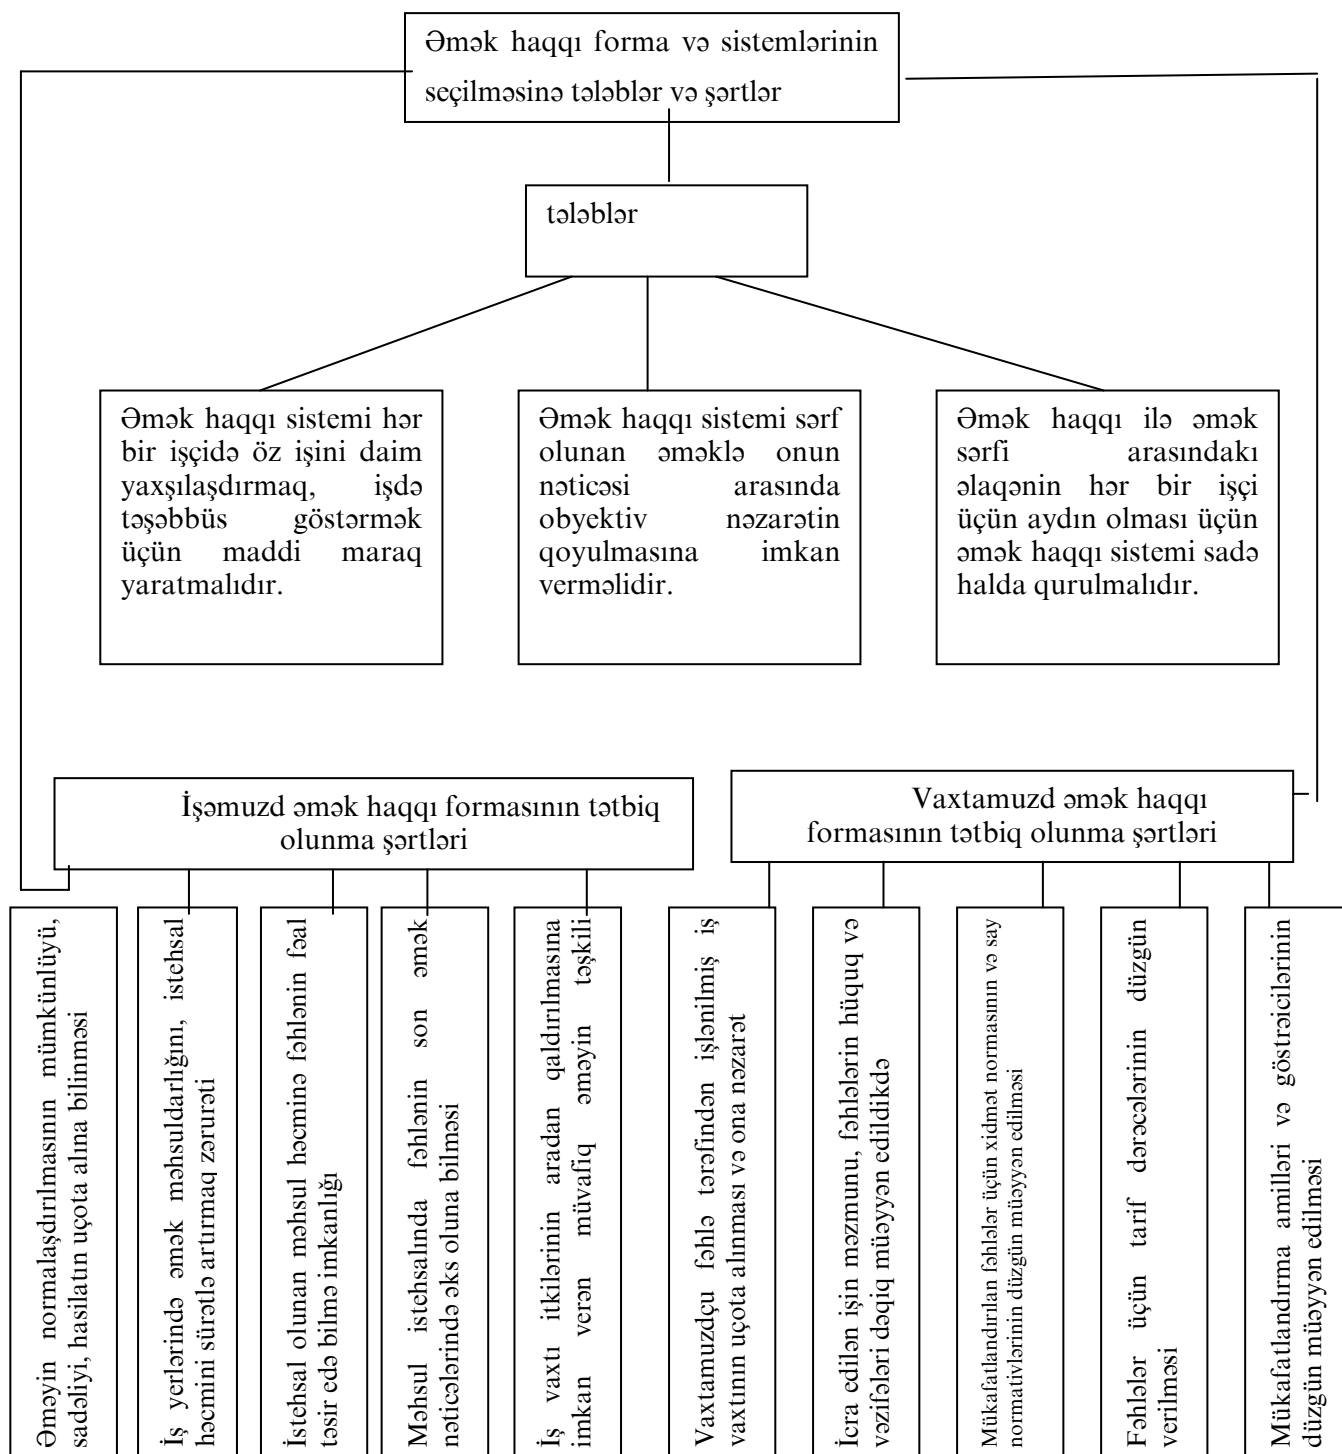 Əmək haqqı forma və sistemlərinin
seçilməsinə tələblər və şərtlər
tələblər
Əmək haqqı sistemi hər
bir işçidə öz işini daim
yaxşılaşdırmaq, işdə
təşəbbüs göstərmək
üçün maddi maraq
yaratmalıdır.
Əmək haqqı sistemi sərf
olunan əməklə onun
nəticəsi arasında
obyektiv nəzarətin
qoyulmasına imkan
verməlidir.
Əmək haqqı ilə əmək
sərfi arasındakı
əlaqənin hər bir işçi
üçün aydın olması üçün
əmək haqqı sistemi sadə
halda qurulmalıdır.
İşəmuzd əmək haqqı formasının tətbiq
olunma şərtləri
Vaxtamuzd əmək haqqı
formasının tətbiq olunma şərtləri
Əməyin normalaşdırılmasının mümkünlüyü,
sadəliyi, hasilatın uçota alına bilinməsi
İş yerlərində əmək məhsuldarlığını, istehsal
həcmini sürətlə artırmaq zərurəti
İstehsal olunan məhsul həcminə fəhlənin fəal
təsir edə bilmə imkanlığı
Məhsul istehsalında fəhlənin son əmək
nəticələrində əks oluna bilməsi
İş vaxtı itkilərinin aradan qaldırılmasına
imkan verən müvafiq əməyin təşkili
Vaxtamuzdçu fəhlə tərəfindən işlənilmiş iş
vaxtının uçota alınması və ona nəzarət
İcra edilən işin məzmunu, fəhlələrin hüquq və
vəzifələri dəqiq müəyyən edildikdə
Mükafatlandırılan fəhlələr üçün xidmət normasının və say
normativlərinin düzgün müəyyən edilməsi
Fəhlələr üçün tarif dərəcələrinin düzgün
verilməsi
Mükafatlandırma amilləri və göstrəicilərinin
düzgün müəyyən edilməsi